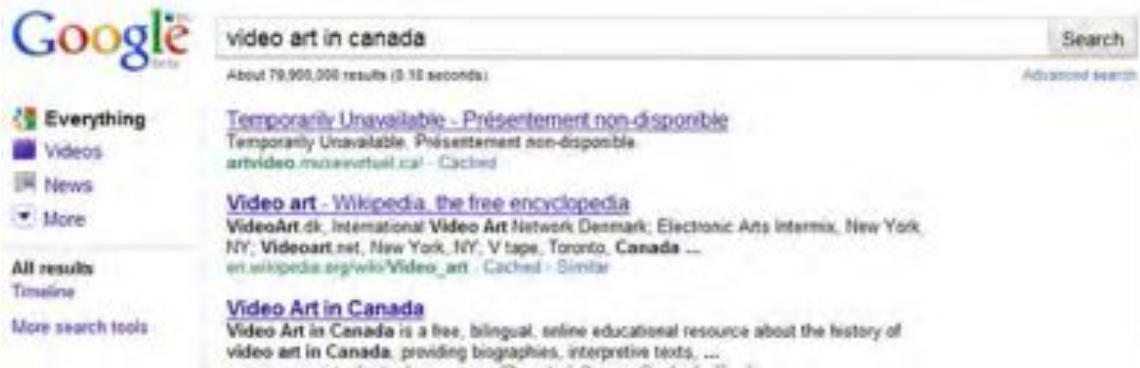 Google
beta
video art in canada
Search
About 79,900,000 results (0.10 seconds)
Advanced search
Everything
Videos
News
More
All results
Timeline
More search tools
Temporarily Unavailable - Présentement non-disponible
Temporarily Unavailable, Présentement non-disponible
artvideo.museevirtuel.ca/ - Cached
Video art - Wikipedia, the free encyclopedia
VideoArt.dk, International Video Art Network Denmark; Electronic Arts Intermix, New York,
NY; Videoart.net, New York, NY; V tape, Toronto, Canada ...
en.wikipedia.org/wiki/Video_art - Cached - Similar
Video Art in Canada
Video Art in Canada is a free, bilingual, online educational resource about the history of
video art in Canada, providing biographies, interpretive texts, ...